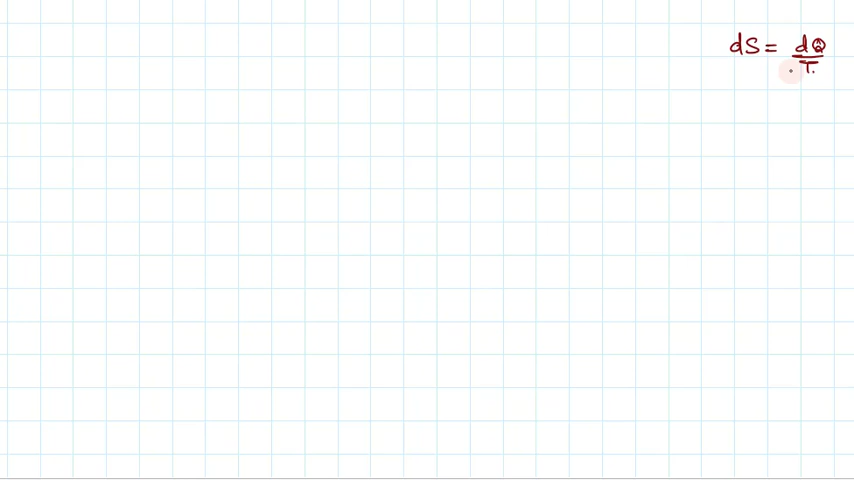 dS = dQ/T